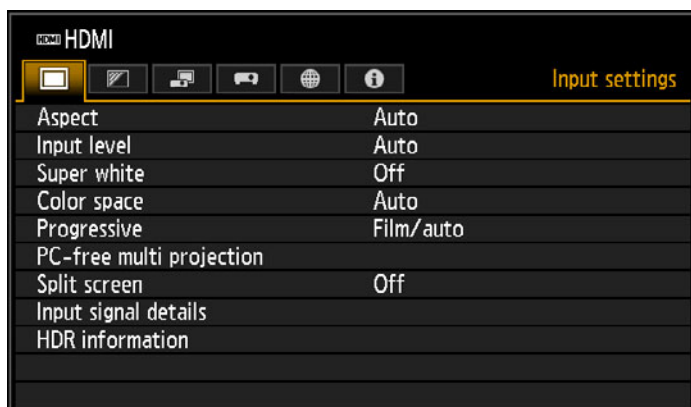 HDMI HDMI
Input settings
Aspect Auto
Input level Auto
Super white Off
Color space Auto
Progressive Film/auto
PC-free multi projection
Split screen Off
Input signal details
HDR information